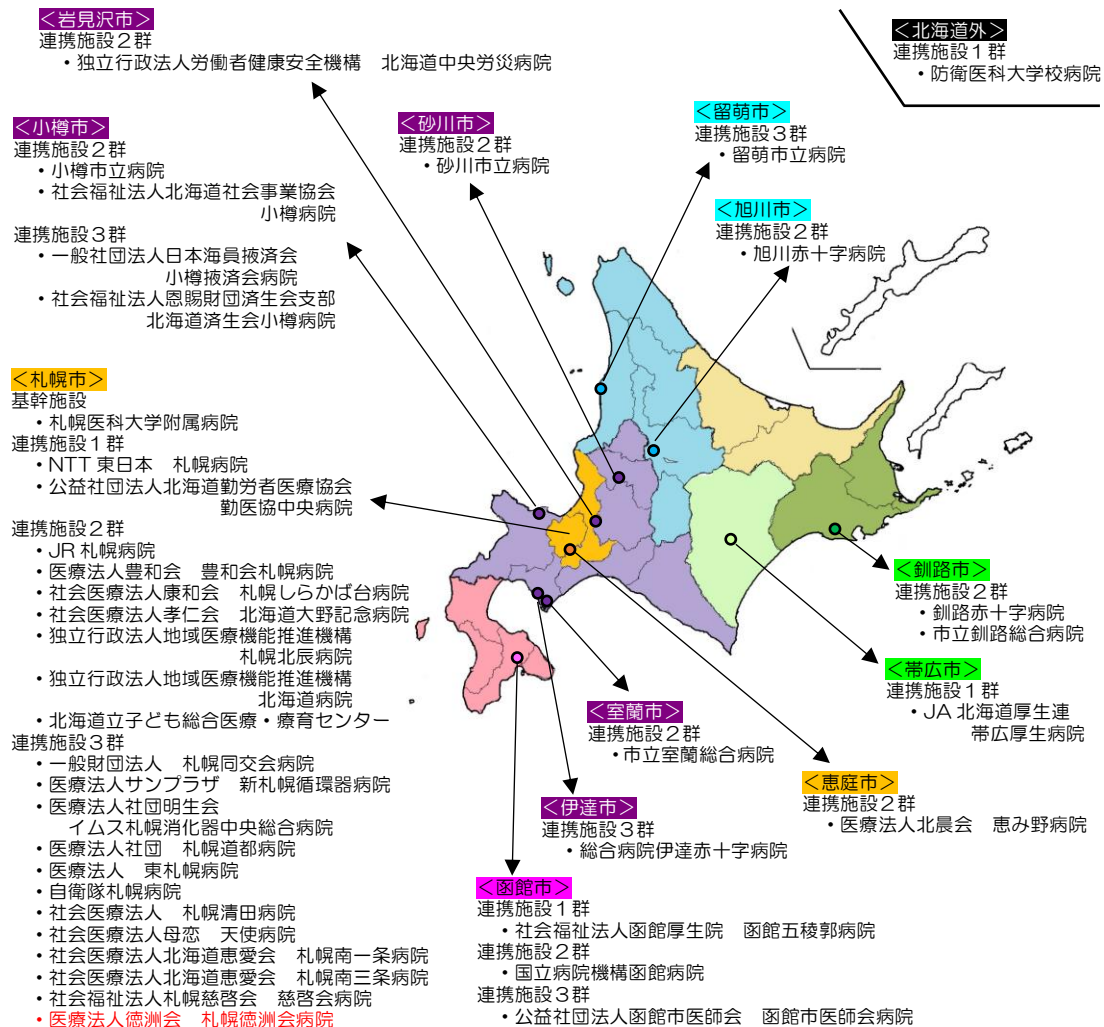 ＜岩見沢市＞
連携施設２群
・独立行政法人労働者健康安全機構　北海道中央労災病院
＜北海道外＞
連携施設１群
・防衛医科大学校病院
＜小樽市＞
連携施設２群
・小樽市立病院
・社会福祉法人北海道社会事業協会
小樽病院
連携施設３群
・一般社団法人日本海員掖済会
小樽掖済会病院
・社会福祉法人恩賜財団済生会支部
北海道済生会小樽病院
＜砂川市＞
連携施設２群
・砂川市立病院
＜留萌市＞
連携施設３群
・留萌市立病院
＜旭川市＞
連携施設２群
・旭川赤十字病院
＜札幌市＞
基幹施設
・札幌医科大学附属病院
連携施設１群
・NTT東日本　札幌病院
・公益社団法人北海道勤労者医療協会
勤医協中央病院
連携施設２群
・JR札幌病院
・医療法人豊和会　豊和会札幌病院
・社会医療法人康和会　札幌しらかば台病院
・社会医療法人孝仁会　北海道大野記念病院
・独立行政法人地域医療機能推進機構
札幌北辰病院
・独立行政法人地域医療機能推進機構
北海道病院
・北海道立子ども総合医療・療育センター
連携施設３群
・一般財団法人　札幌同交会病院
・医療法人サンプラザ　新札幌循環器病院
・医療法人社団明生会
イムス札幌消化器中央総合病院
・医療法人社団　札幌道都病院
・医療法人　東札幌病院
・自衛隊札幌病院
・社会医療法人　札幌清田病院
・社会医療法人母恋　天使病院
・社会医療法人北海道恵愛会　札幌南一条病院
・社会医療法人北海道恵愛会　札幌南三条病院
・社会福祉法人札幌慈啓会　慈啓会病院
・医療法人徳洲会　札幌徳洲会病院
＜釧路市＞
連携施設２群
・釧路赤十字病院
・市立釧路総合病院
＜帯広市＞
連携施設１群
・JA北海道厚生連
帯広厚生病院
＜室蘭市＞
連携施設２群
・市立室蘭総合病院
＜恵庭市＞
連携施設２群
・医療法人北晨会　恵み野病院
＜伊達市＞
連携施設３群
・総合病院伊達赤十字病院
＜函館市＞
連携施設１群
・社会福祉法人函館厚生院　函館五稜郭病院
連携施設２群
・国立病院機構函館病院
連携施設３群
・公益社団法人函館市医師会　函館市医師会病院